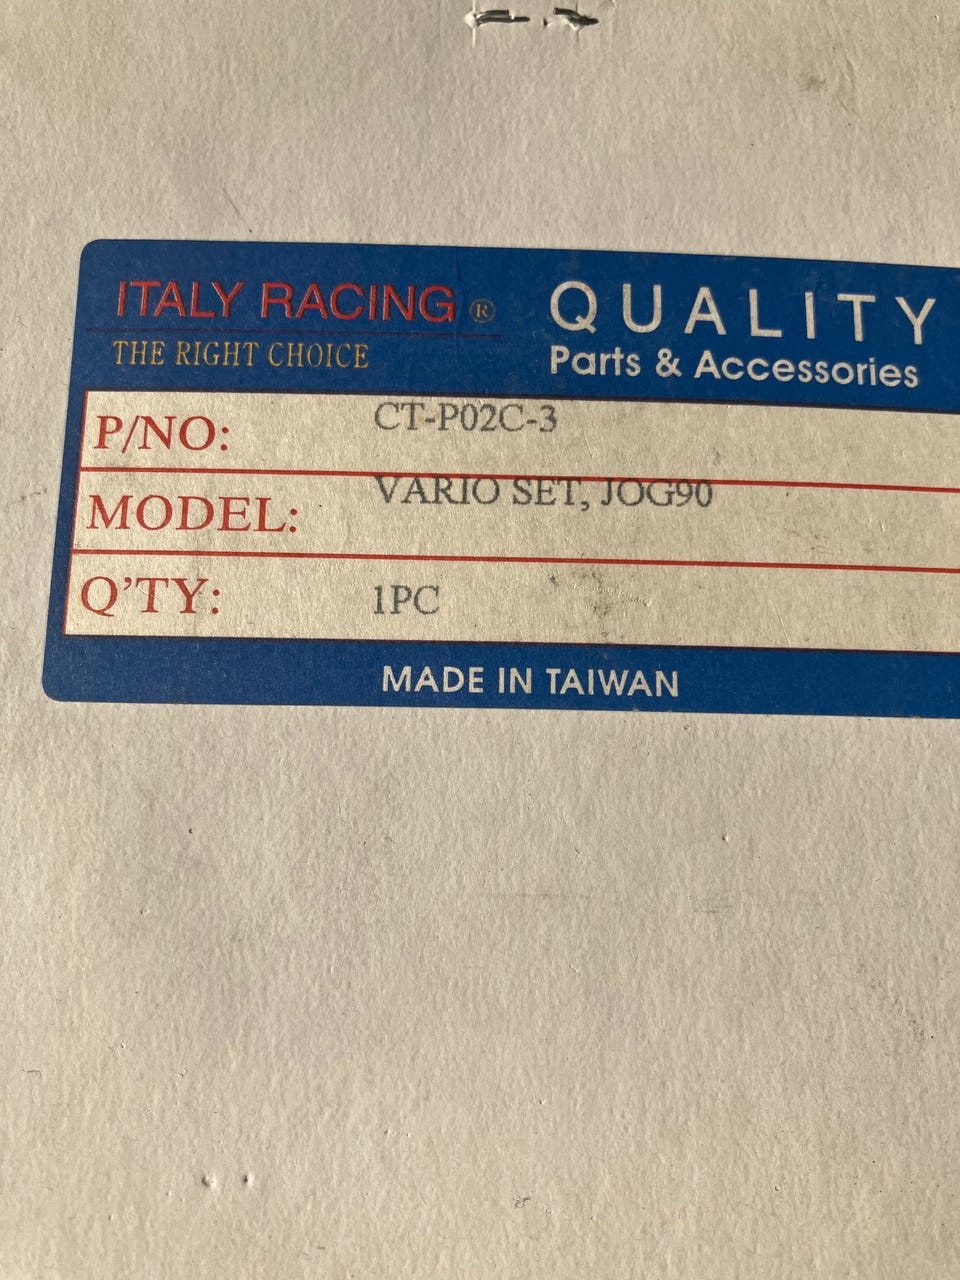 ITALY RACING ®
THE RIGHT CHOICE
QUALITY
Parts & Accessories
P/NO: CT-P02C-3
MODEL: VARIO SET, JOG90
Q'TY: 1PC
MADE IN TAIWAN